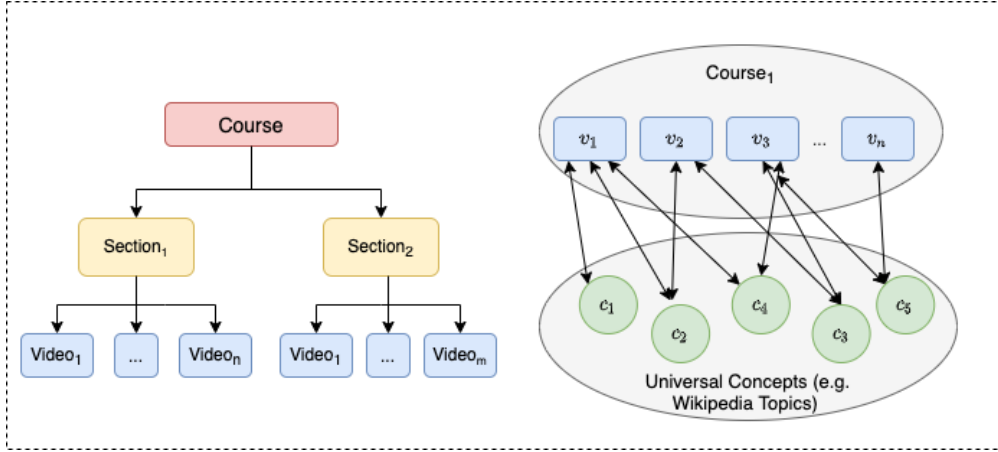 Course
Section₁
Section₂
Video₁
...
Videoₙ
Video₁
...
Videoₘ
Course₁
v₁
v₂
v₃
...
vₙ
c₁
c₂
c₄
c₃
c₅
Universal Concepts (e.g.
Wikipedia Topics)